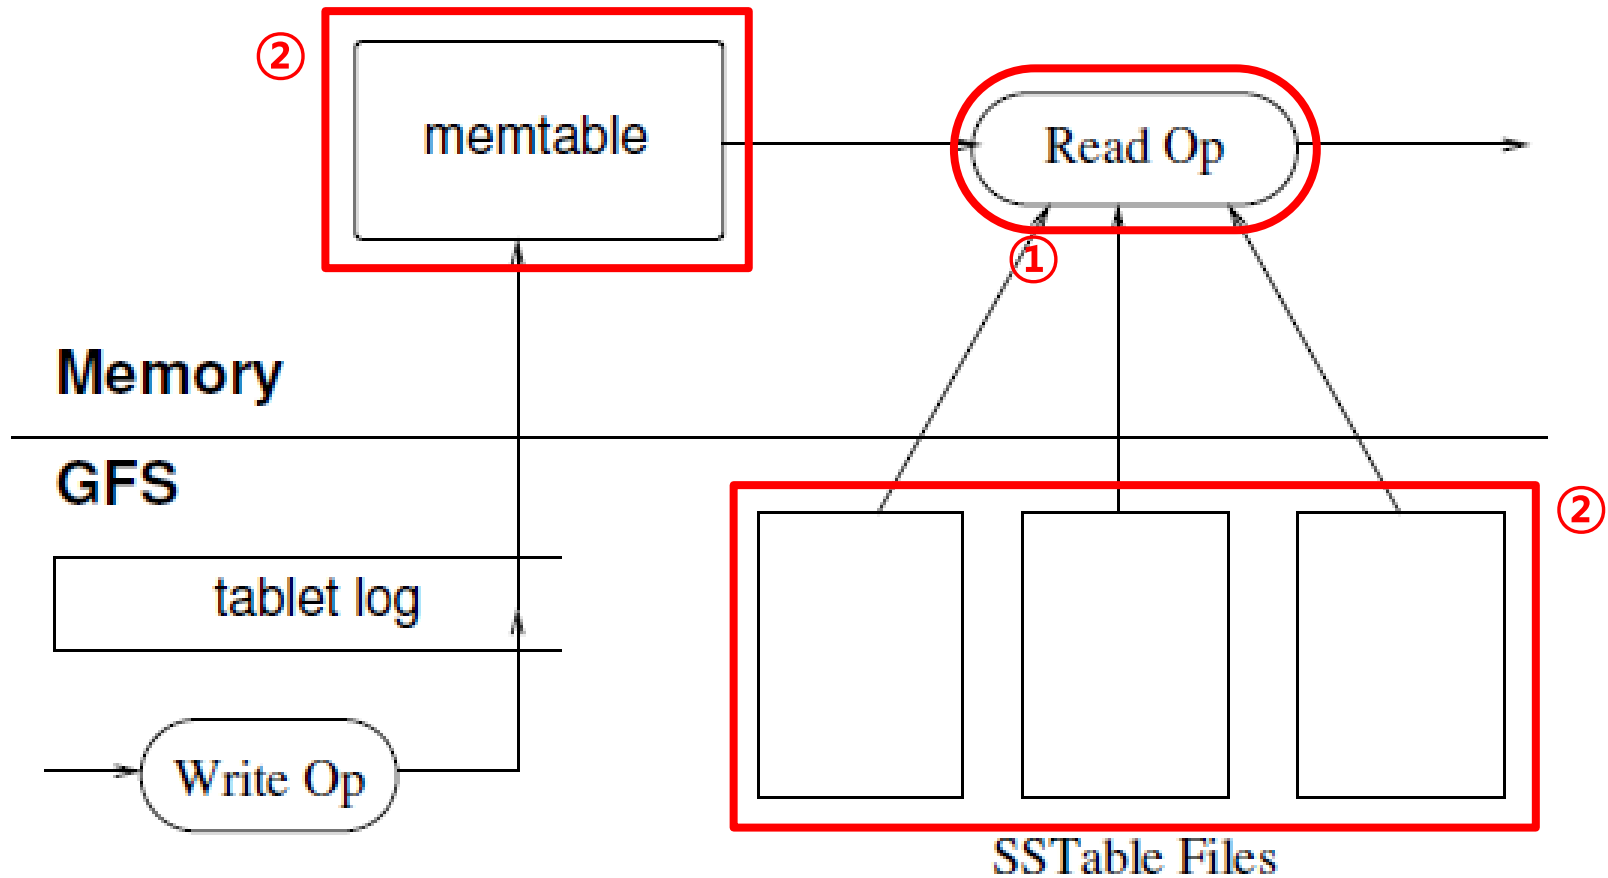 ②
memtable
Read Op
①
Memory
GFS
②
tablet log
Write Op
SSTable Files